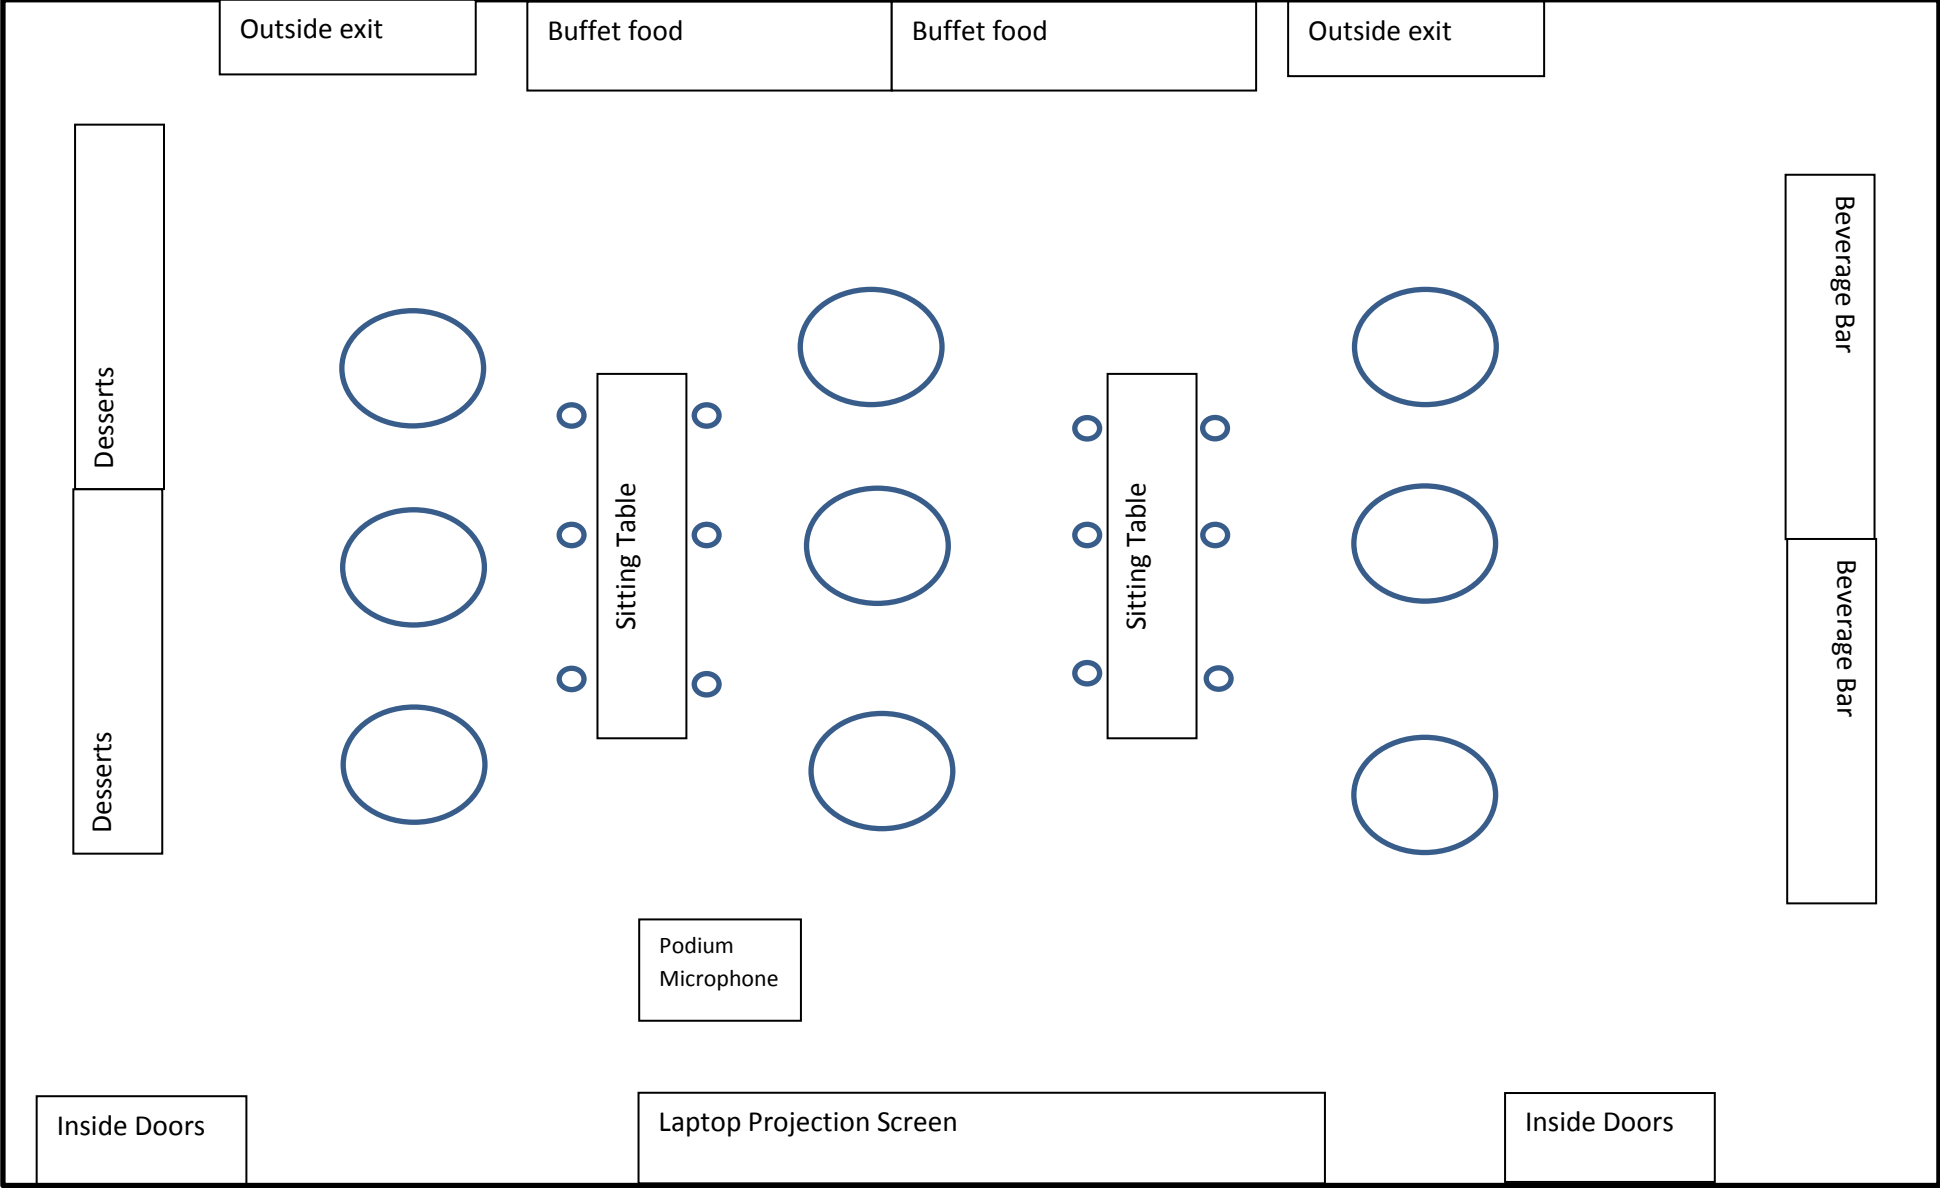 Outside exit
Buffet food
Buffet food
Outside exit
Desserts
Beverage Bar
Sitting Table
Sitting Table
Desserts
Beverage Bar
Podium
Microphone
Inside Doors
Laptop Projection Screen
Inside Doors